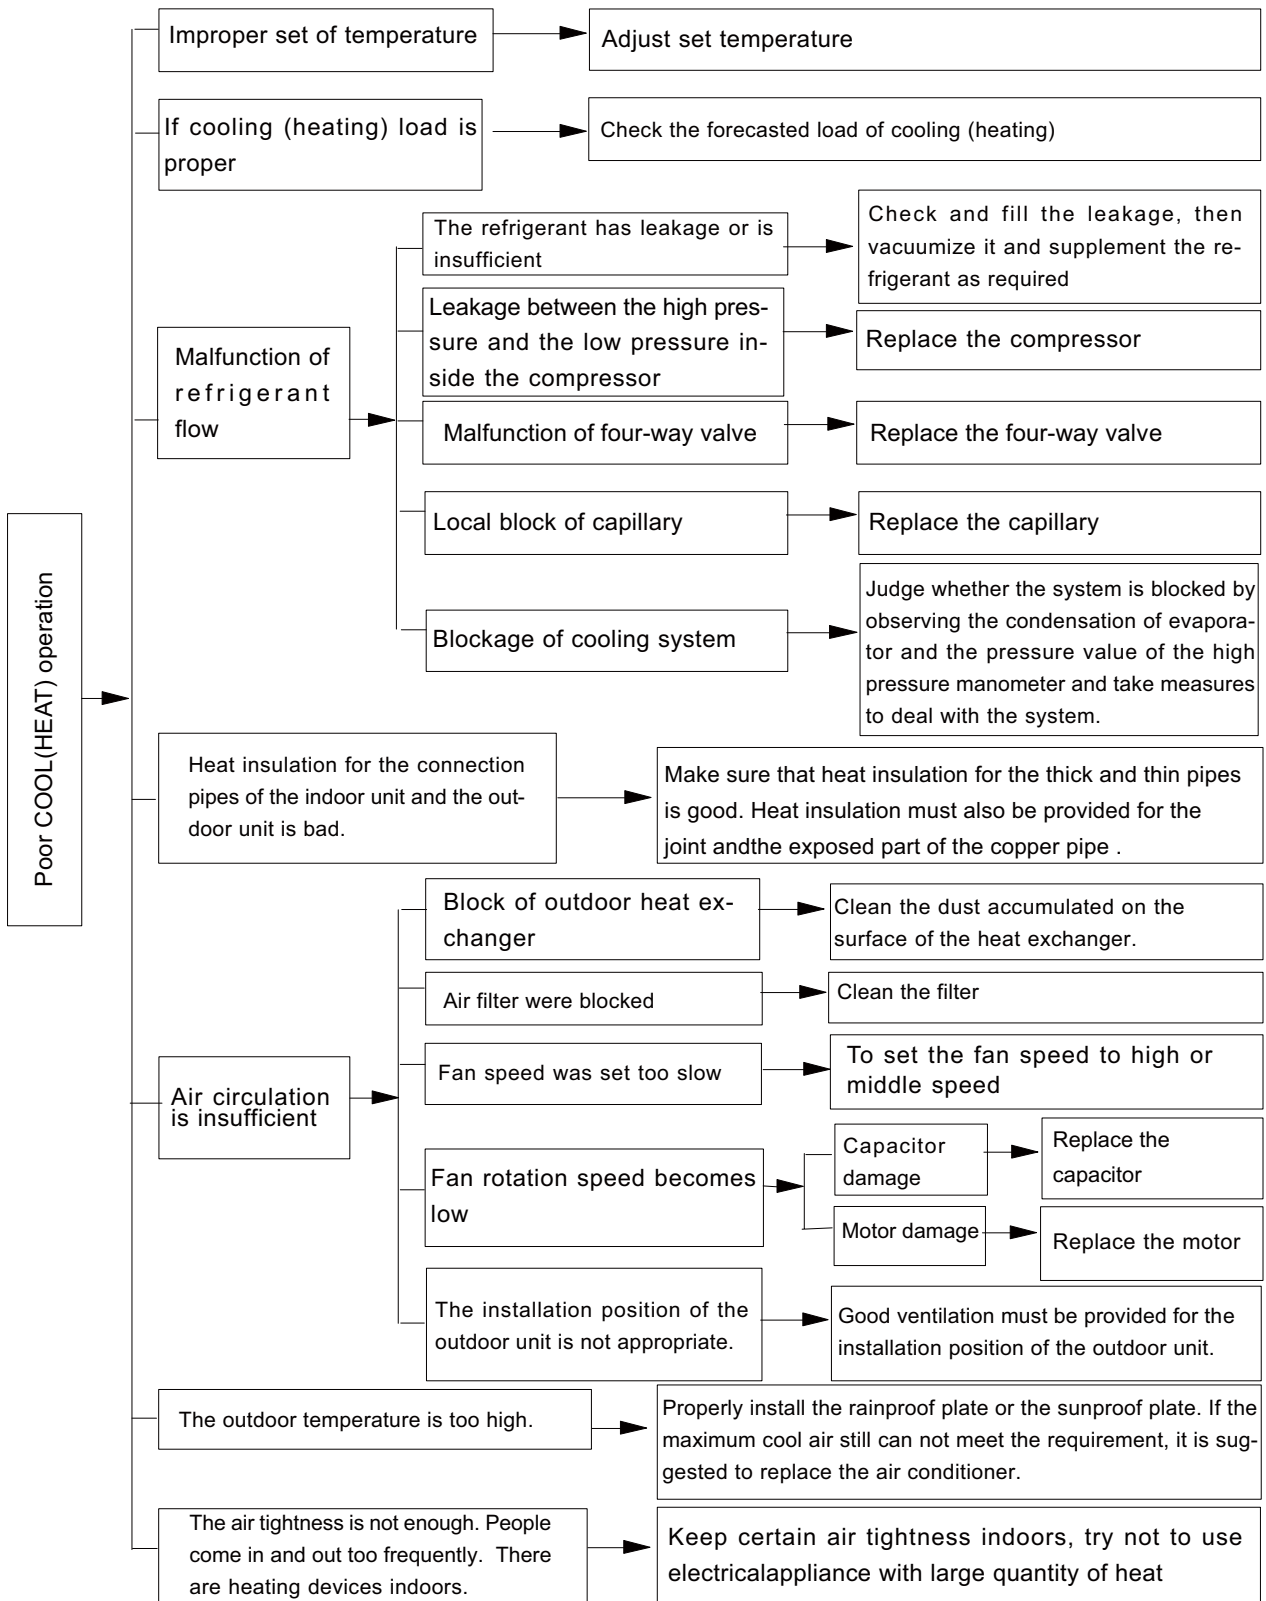 Poor COOL(HEAT) operation
Improper set of temperature
Adjust set temperature
If cooling (heating) load is
proper
Check the forecasted load of cooling (heating)
Malfunction of
refrigerant
flow
The refrigerant has leakage or is
insufficient
Check and fill the leakage, then
vacuumize it and supplement the re-
frigerant as required
Leakage between the high pres-
sure and the low pressure in-
side the compressor
Replace the compressor
Malfunction of four-way valve
Replace the four-way valve
Local block of capillary
Replace the capillary
Blockage of cooling system
Judge whether the system is blocked by
observing the condensation of evapora-
tor and the pressure value of the high
pressure manometer and take measures
to deal with the system.
Heat insulation for the connection
pipes of the indoor unit and the out-
door unit is bad.
Make sure that heat insulation for the thick and thin pipes
is good. Heat insulation must also be provided for the
joint andthe exposed part of the copper pipe .
Air circulation
is insufficient
Block of outdoor heat ex-
changer
Clean the dust accumulated on the
surface of the heat exchanger.
Air filter were blocked
Clean the filter
Fan speed was set too slow
To set the fan speed to high or
middle speed
Fan rotation speed becomes
low
Capacitor
damage
Replace the
capacitor
Motor damage
Replace the motor
The installation position of the
outdoor unit is not appropriate.
Good ventilation must be provided for the
installation position of the outdoor unit.
The outdoor temperature is too high.
Properly install the rainproof plate or the sunproof plate. If the
maximum cool air still can not meet the requirement, it is sug-
gested to replace the air conditioner.
The air tightness is not enough. People
come in and out too frequently. There
are heating devices indoors.
Keep certain air tightness indoors, try not to use
electricalappliance with large quantity of heat